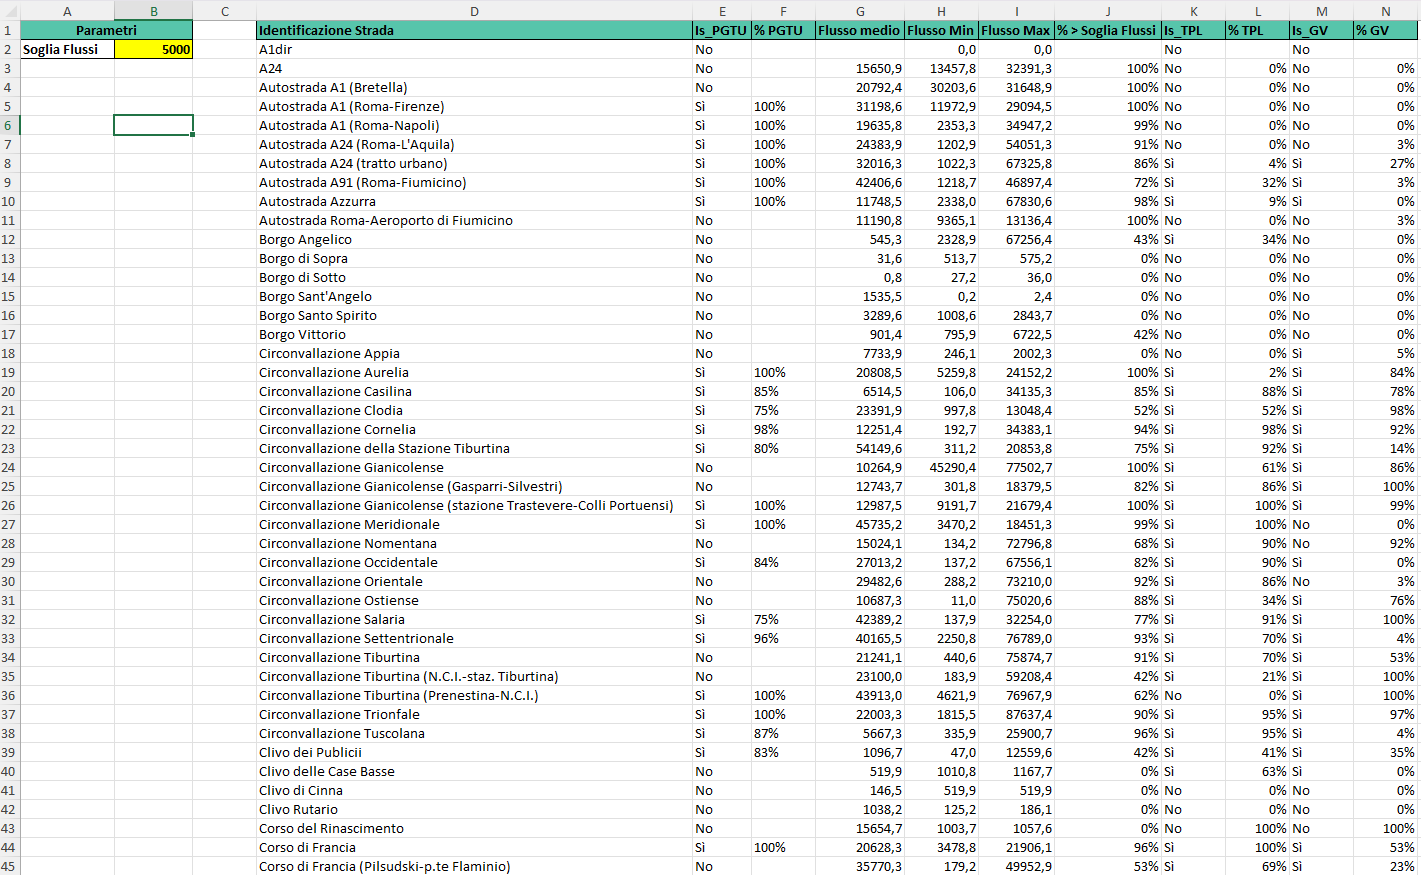 A B C D E F G H I J K L M N
1 Parametri Identificazione Strada Is_PGTU % PGTU Flusso medio Flusso Min Flusso Max % > Soglia Flussi Is_TPL % TPL Is_GV % GV
2 Soglia Flussi 5000 A1dir No 0,0 0,0 No No
3 A24 No 15650,9 13457,8 32391,3 100% No 0% No 0%
4 Autostrada A1 (Bretella) No 20792,4 30203,6 31648,9 100% No 0% No 0%
5 Autostrada A1 (Roma-Firenze) Sì 100% 31198,6 11972,9 29094,5 100% No 0% No 0%
6 Autostrada A1 (Roma-Napoli) Sì 100% 19635,8 2353,3 34947,2 99% No 0% No 0%
7 Autostrada A24 (Roma-L'Aquila) Sì 100% 24383,9 1202,9 54051,3 91% No 0% No 3%
8 Autostrada A24 (tratto urbano) Sì 100% 32016,3 1022,3 67325,8 86% Sì 4% Sì 27%
9 Autostrada A91 (Roma-Fiumicino) Sì 100% 42406,6 1218,7 46897,4 72% Sì 32% Sì 3%
10 Autostrada Azzurra Sì 100% 11748,5 2338,0 67830,6 98% Sì 9% Sì 0%
11 Autostrada Roma-Aeroporto di Fiumicino No 11190,8 9365,1 13136,4 100% No 0% No 3%
12 Borgo Angelico No 545,3 2328,9 67256,4 43% Sì 34% No 0%
13 Borgo di Sopra No 31,6 513,7 575,2 0% No 0% No 0%
14 Borgo di Sotto No 0,8 27,2 36,0 0% No 0% No 0%
15 Borgo Sant'Angelo No 1535,5 0,2 2,4 0% No 0% No 0%
16 Borgo Santo Spirito No 3289,6 1008,6 2843,7 0% No 0% No 0%
17 Borgo Vittorio No 901,4 795,9 6722,5 42% No 0% No 0%
18 Circonvallazione Appia No 7733,9 246,1 2002,3 0% No 0% Sì 5%
19 Circonvallazione Aurelia Sì 100% 20808,5 5259,8 24152,2 100% Sì 2% Sì 84%
20 Circonvallazione Casilina Sì 85% 6514,5 106,0 34135,3 85% Sì 88% Sì 78%
21 Circonvallazione Clodia Sì 75% 23391,9 997,8 13048,4 52% Sì 52% Sì 98%
22 Circonvallazione Cornelia Sì 98% 12251,4 192,7 34383,1 94% Sì 98% Sì 92%
23 Circonvallazione della Stazione Tiburtina Sì 80% 54149,6 311,2 20853,8 75% Sì 92% Sì 14%
24 Circonvallazione Gianicolense No 10264,9 45290,4 77502,7 100% Sì 61% Sì 86%
25 Circonvallazione Gianicolense (Gasparri-Silvestri) No 12743,7 301,8 18379,5 82% Sì 86% Sì 100%
26 Circonvallazione Gianicolense (stazione Trastevere-Colli Portuensi) Sì 100% 12987,5 9191,7 21679,4 100% Sì 100% Sì 99%
27 Circonvallazione Meridionale Sì 100% 45735,2 3470,2 18451,3 99% Sì 100% No 0%
28 Circonvallazione Nomentana No 15024,1 134,2 72796,8 68% Sì 90% No 92%
29 Circonvallazione Occidentale Sì 84% 27013,2 137,2 67556,1 82% Sì 90% Sì 0%
30 Circonvallazione Orientale No 29482,6 288,2 73210,0 92% Sì 86% No 3%
31 Circonvallazione Ostiense No 10687,3 11,0 75020,6 88% Sì 34% Sì 76%
32 Circonvallazione Salaria Sì 75% 42389,2 137,9 32254,0 77% Sì 91% Sì 100%
33 Circonvallazione Settentrionale Sì 96% 40165,5 2250,8 76789,0 93% Sì 70% Sì 4%
34 Circonvallazione Tiburtina No 21241,1 440,6 75874,7 91% Sì 70% Sì 53%
35 Circonvallazione Tiburtina (N.C.I.-staz. Tiburtina) No 23100,0 183,9 59208,4 42% Sì 21% Sì 100%
36 Circonvallazione Tiburtina (Prenestina-N.C.I.) Sì 100% 43913,0 4621,9 76967,9 62% No 0% Sì 100%
37 Circonvallazione Trionfale Sì 100% 22003,3 1815,5 87637,4 90% Sì 95% Sì 97%
38 Circonvallazione Tuscolana Sì 87% 5667,3 335,9 25900,7 96% Sì 95% Sì 4%
39 Clivo dei Publicii Sì 83% 1096,7 47,0 12559,6 42% Sì 41% Sì 35%
40 Clivo delle Case Basse No 519,9 1010,8 1167,7 0% Sì 63% Sì 0%
41 Clivo di Cinna No 146,5 519,9 519,9 0% No 0% No 0%
42 Clivo Rutario No 1038,2 125,2 186,1 0% No 0% No 0%
43 Corso del Rinascimento No 15654,7 1003,7 1057,6 0% No 100% No 100%
44 Corso di Francia Sì 100% 20628,3 3478,8 21906,1 96% Sì 100% Sì 53%
45 Corso di Francia (Pilsudski-p.te Flaminio) No 35770,3 179,2 49952,9 53% Sì 69% Sì 23%